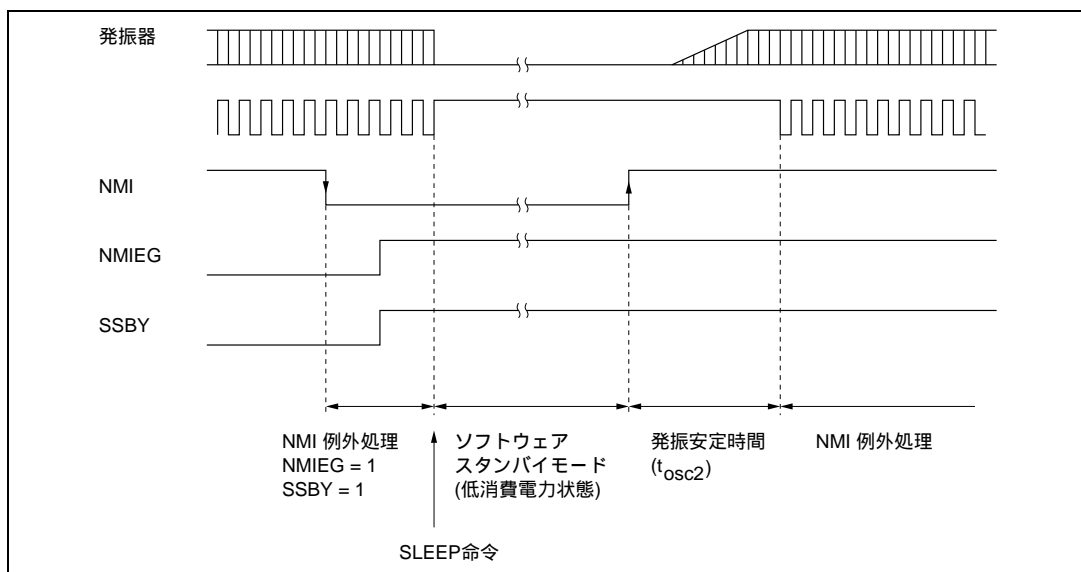 発振器
NMI
NMIEG
SSBY
NMI 例外処理
NMIEG = 1
SSBY = 1
ソフトウェア
スタンバイモード
(低消費電力状態)
発振安定時間
(tosc2)
NMI 例外処理
SLEEP命令